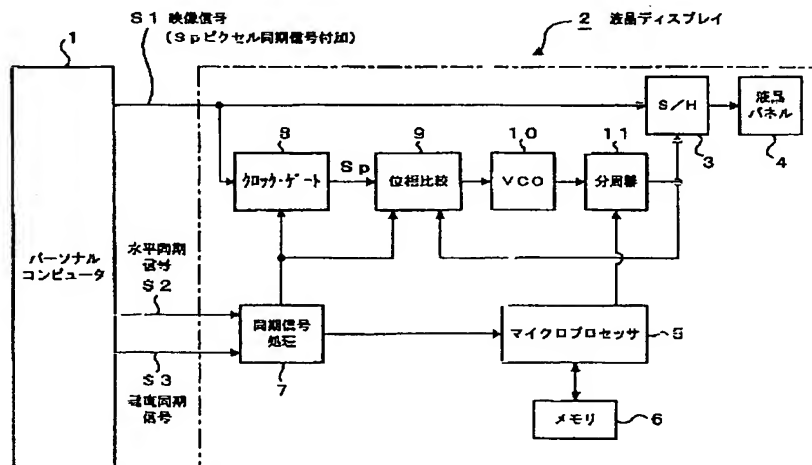 S1 映像信号
(Spピクセル同期信号付加)
2 液晶ディスプレイ
1
S/H
3
液晶
パネル
4
8
クロック・ゲート
Sp
9
位相比較
10
VCO
11
分周器
パーソナル
コンピュータ
水平同期
信号
S2
S3
垂直同期
信号
同期信号
処理
7
マイクロプロセッサ
5
メモリ
6